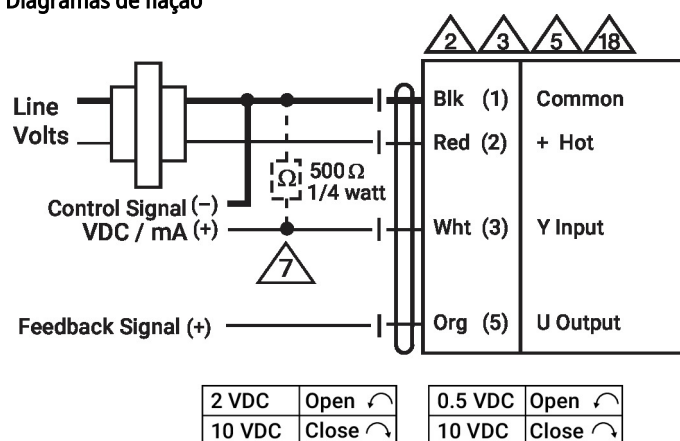 Diagramas de fiação
2 3 5 18
Line
Volts
Blk (1) Common
Red (2) + Hot
Ω 500 Ω
1/4 watt
Control Signal (−)
VDC / mA (+)
Wht (3) Y Input
7
Feedback Signal (+)
Org (5) U Output
2 VDC Open
10 VDC Close
0.5 VDC Open
10 VDC Close